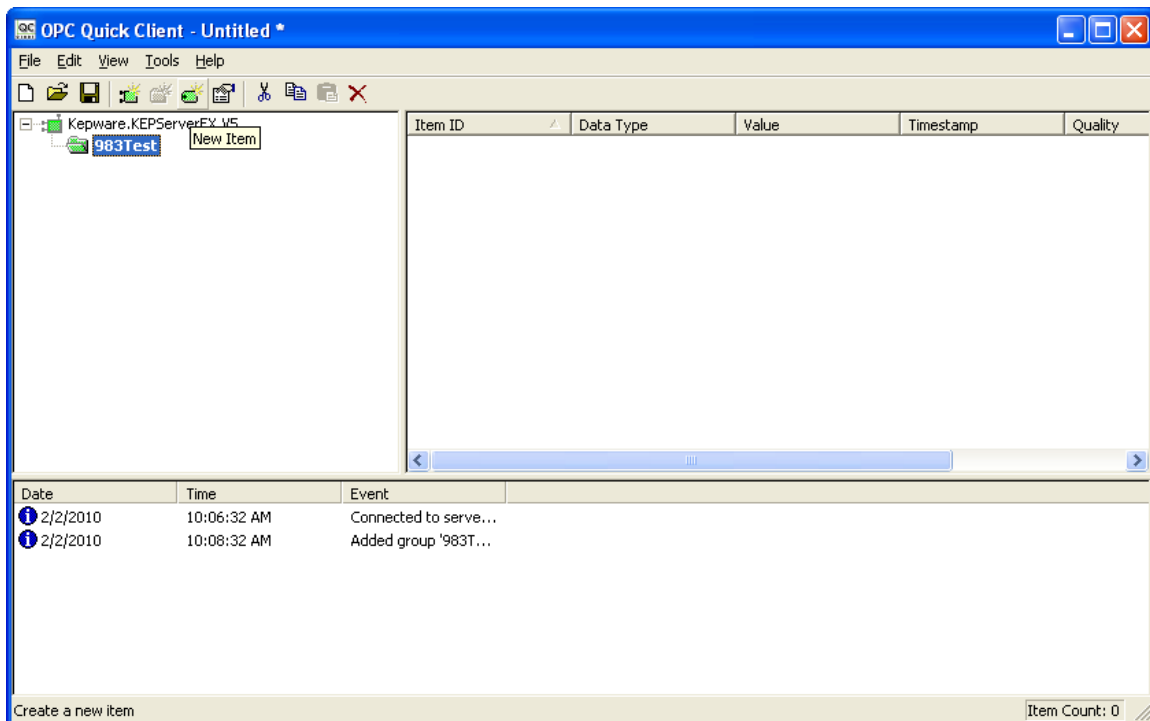 OPC Quick Client - Untitled *
File Edit View Tools Help
Kepware.KEPServerEX.V5
New Item
983Test
Item ID Data Type Value Timestamp Quality
Date Time Event
2/2/2010 10:06:32 AM Connected to serve...
2/2/2010 10:08:32 AM Added group '983T...
Create a new item Item Count: 0